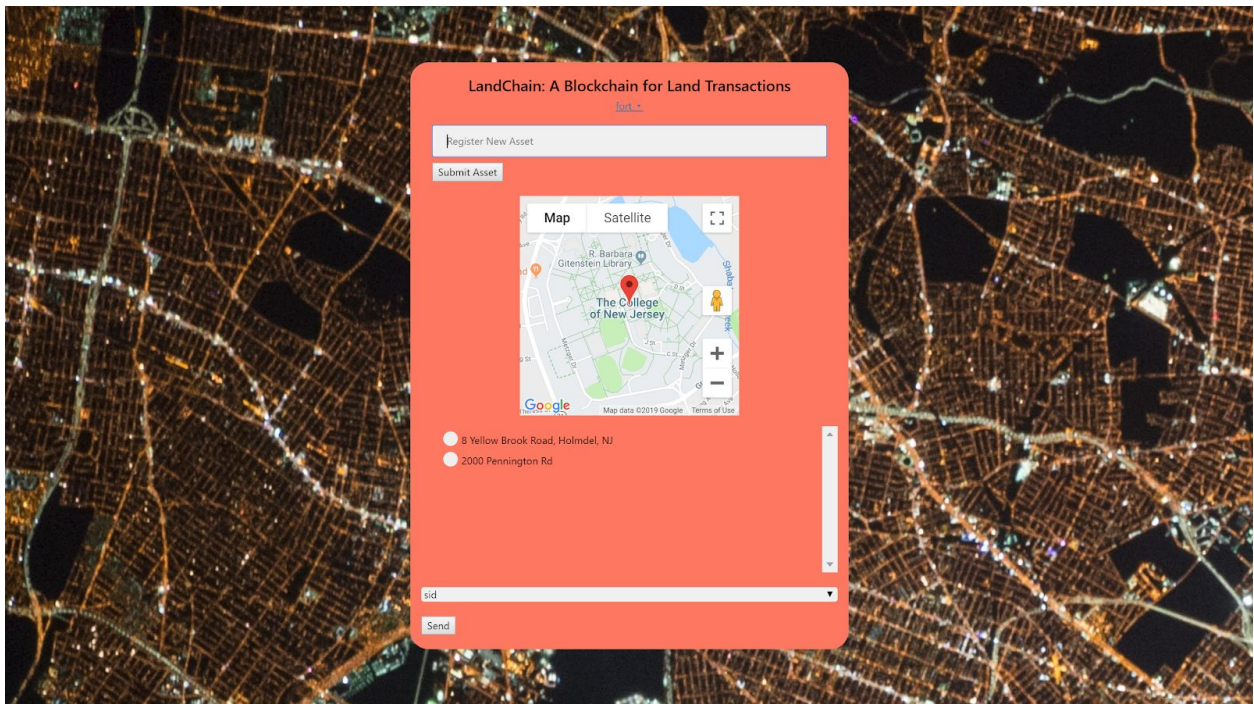 LandChain: A Blockchain for Land Transactions
fort
Register New Asset
Submit Asset
Map Satellite
R. Barbara
Gitenstein Library
The College
of New Jersey
Metzger Dr
Google
Map data ©2019 Google Terms of Use
8 Yellow Brook Road, Holmdel, NJ
2000 Pennington Rd
sid
Send